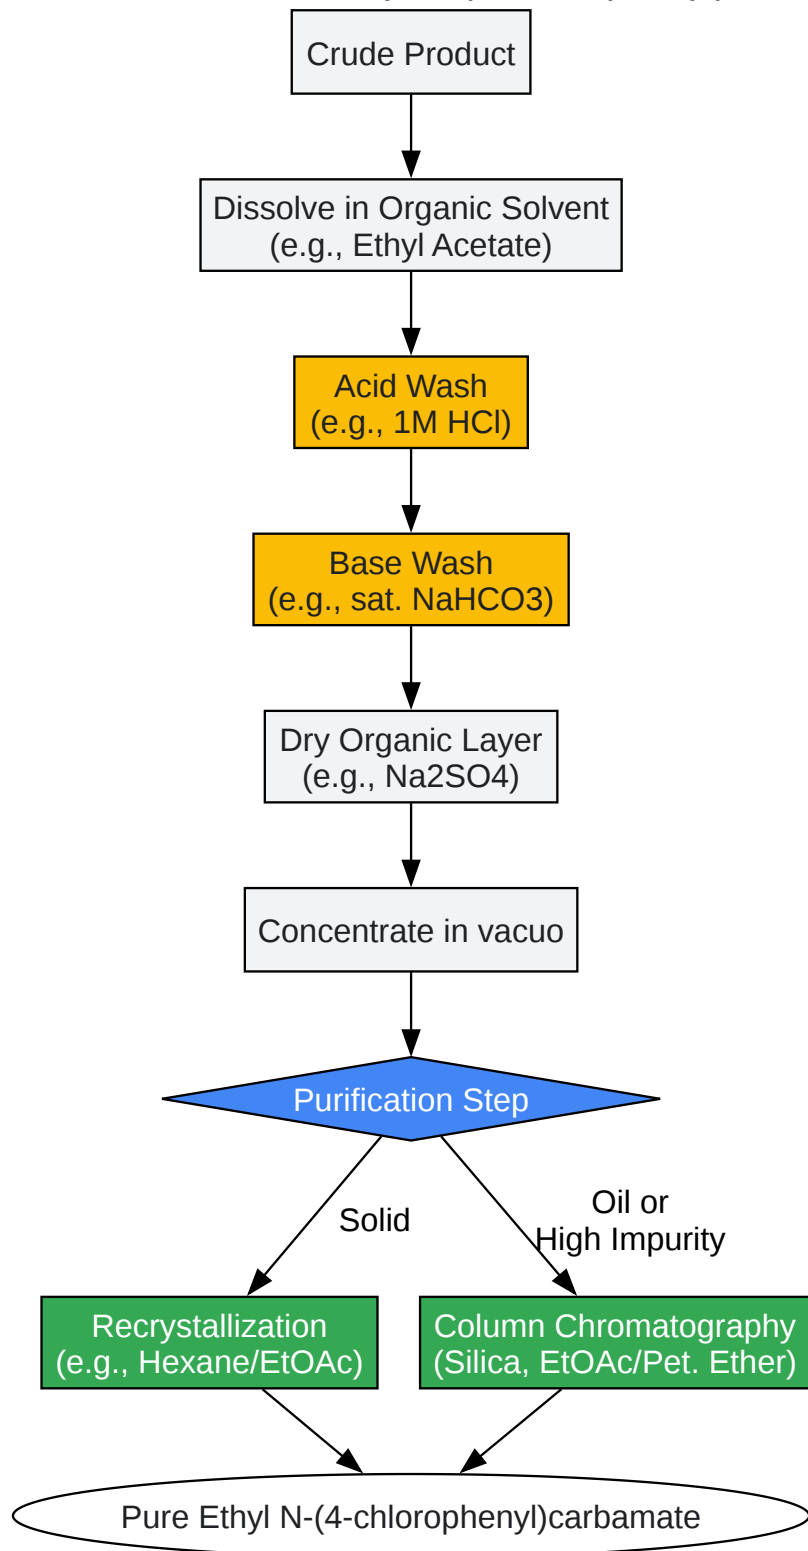 Crude Product
Dissolve in Organic Solvent
(e.g., Ethyl Acetate)
Acid Wash
(e.g., 1M HCl)
Base Wash
(e.g., sat. NaHCO3)
Dry Organic Layer
(e.g., Na2SO4)
Concentrate in vacuo
Purification Step
Solid
Oil or
High Impurity
Recrystallization
(e.g., Hexane/EtOAc)
Column Chromatography
(Silica, EtOAc/Pet. Ether)
Pure Ethyl N-(4-chlorophenyl)carbamate